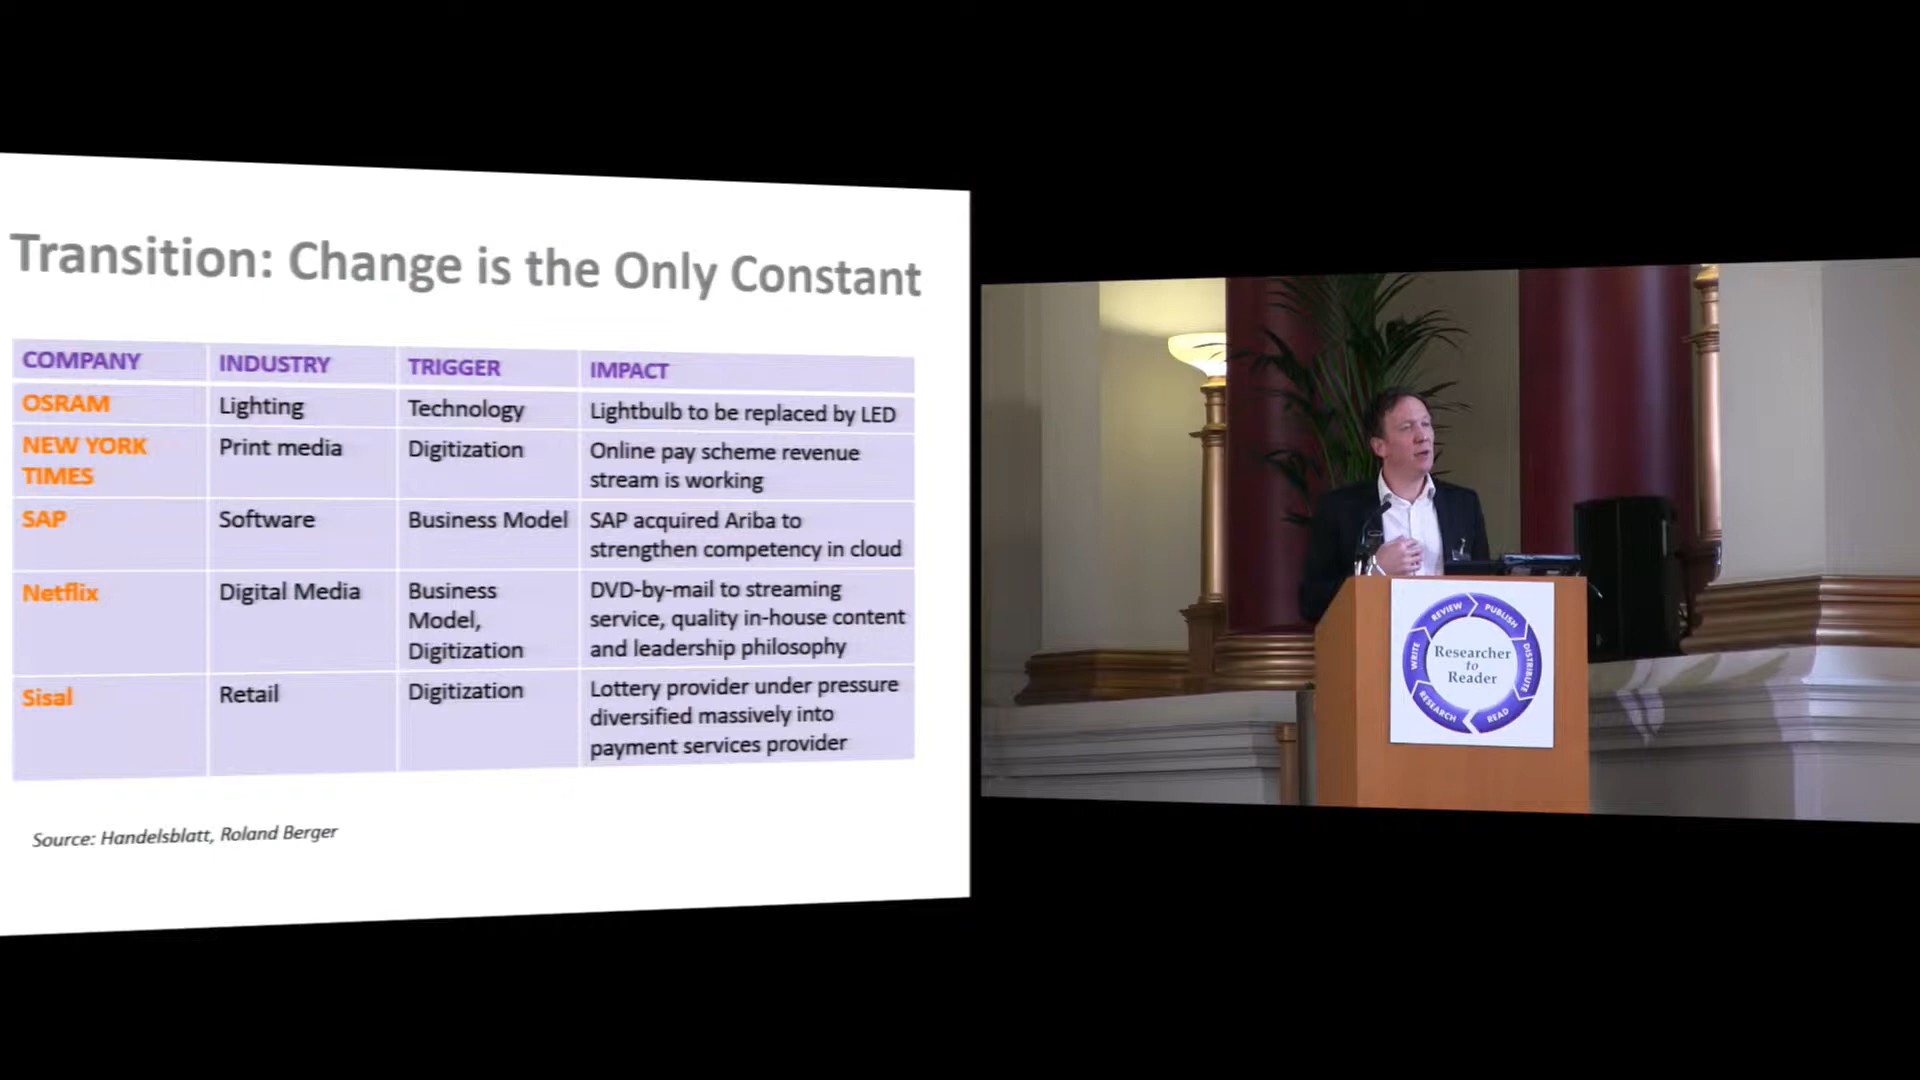 Transition: Change is the Only Constant
COMPANY INDUSTRY TRIGGER IMPACT
OSRAM Lighting Technology Lightbulb to be replaced by LED
NEW YORK TIMES Print media Digitization Online pay scheme revenue
stream is working
SAP Software Business Model SAP acquired Ariba to
strengthen competency in cloud
Netflix Digital Media Business Model, Digitization DVD-by-mail to streaming
service, quality in-house content
and leadership philosophy
Sisal Retail Digitization Lottery provider under pressure
diversified massively into
payment services provider
Source: Handelsblatt, Roland Berger
REVIEW
PUBLISH
DISTRIBUTE
READ
RESEARCH
WRITE
Researcher
to
Reader